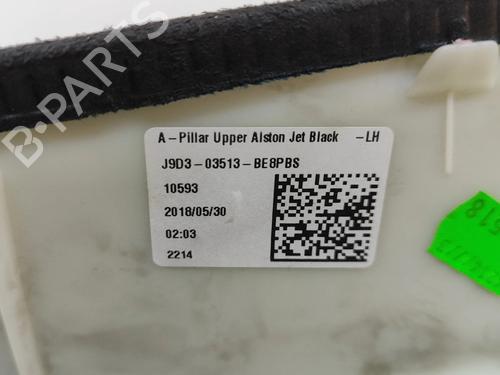 A-Pillar Upper Alston Jet Black -LH
J9D3-03513-BE8PBS
10593
2018/05/30
02:03
2214
B-PARTS